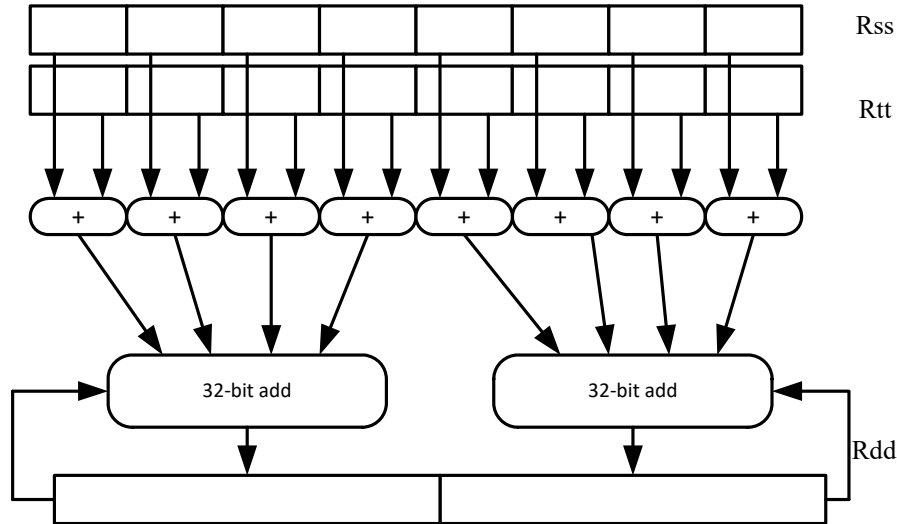 Rss
Rtt
+ + + + + + + +
32-bit add 32-bit add
Rdd